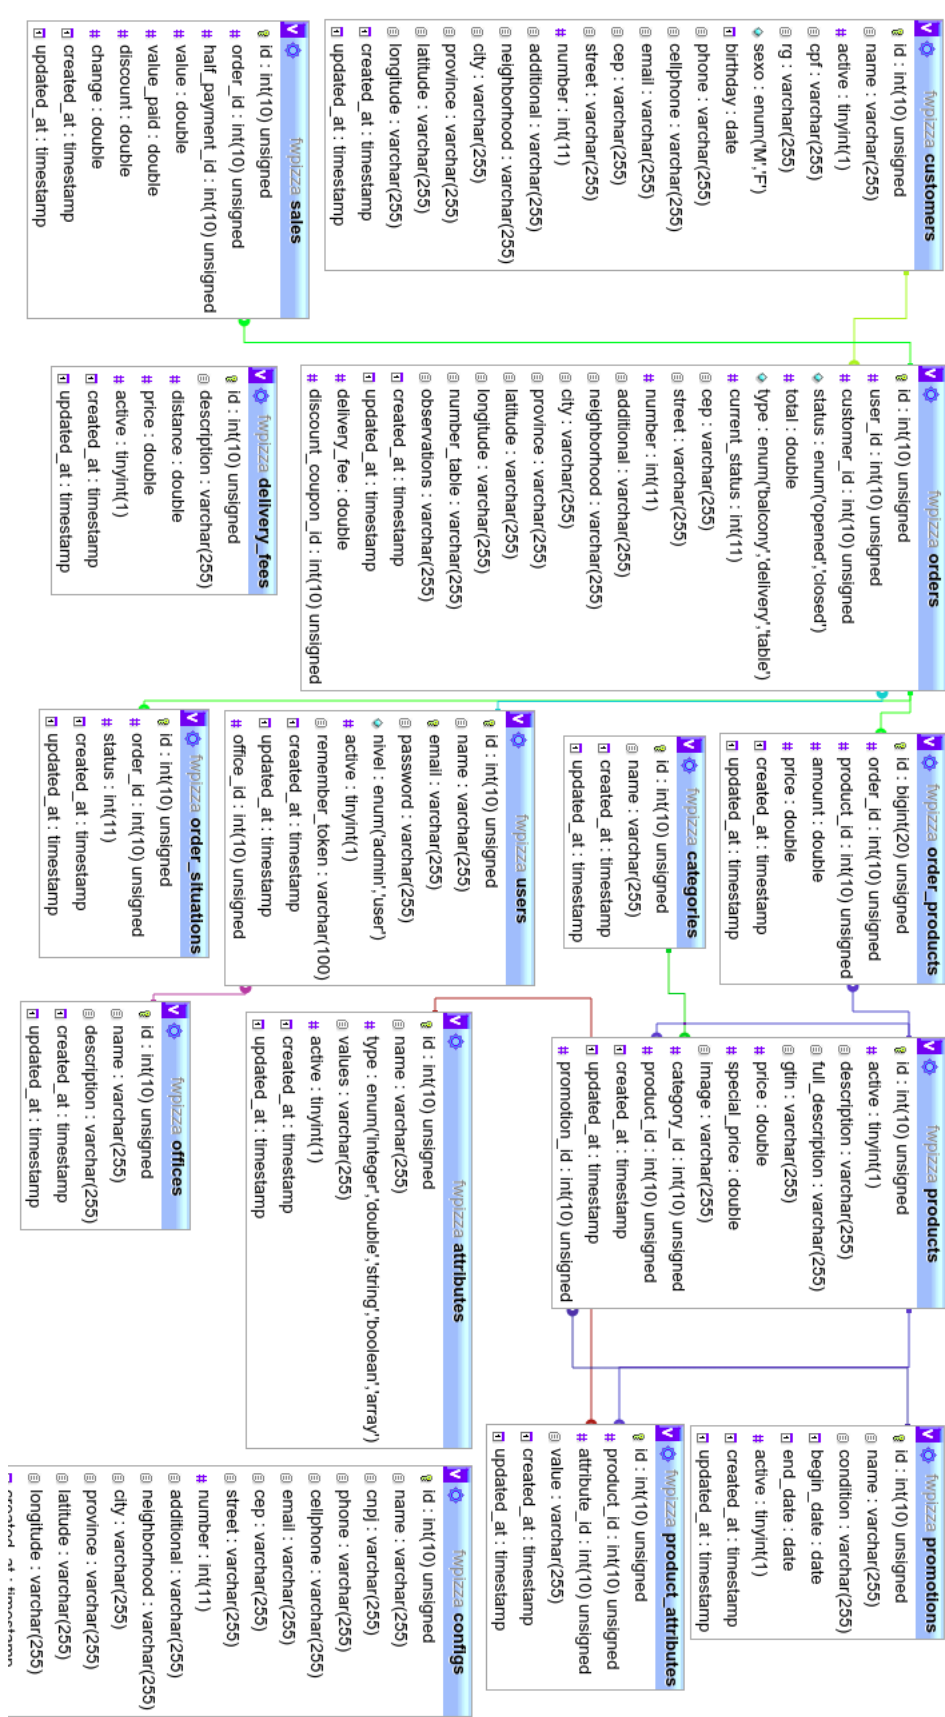 fwpizza customers
id : int(10) unsigned
name : varchar(255)
active : tinyint(1)
cpf : varchar(255)
rg : varchar(255)
sexo : enum('M','F')
birthday : date
phone : varchar(255)
cellphone : varchar(255)
email : varchar(255)
cep : varchar(255)
street : varchar(255)
number : int(11)
additional : varchar(255)
neighborhood : varchar(255)
city : varchar(255)
province : varchar(255)
latitude : varchar(255)
longitude : varchar(255)
created_at : timestamp
updated_at : timestamp
fwpizza sales
id : int(10) unsigned
order_id : int(10) unsigned
half_payment_id : int(10) unsigned
value : double
value_paid : double
discount : double
change : double
created_at : timestamp
updated_at : timestamp
fwpizza orders
id : int(10) unsigned
user_id : int(10) unsigned
customer_id : int(10) unsigned
status : enum('opened','closed')
total : double
type : enum('balcony','delivery','table')
current_status : int(11)
cep : varchar(255)
street : varchar(255)
number : int(11)
additional : varchar(255)
neighborhood : varchar(255)
city : varchar(255)
province : varchar(255)
latitude : varchar(255)
longitude : varchar(255)
number_table : varchar(255)
observations : varchar(255)
created_at : timestamp
updated_at : timestamp
delivery_fee : double
discount_coupon_id : int(10) unsigned
fwpizza delivery_fees
id : int(10) unsigned
description : varchar(255)
distance : double
price : double
active : tinyint(1)
created_at : timestamp
updated_at : timestamp
fwpizza order_products
id : bigint(20) unsigned
order_id : int(10) unsigned
product_id : int(10) unsigned
amount : double
price : double
created_at : timestamp
updated_at : timestamp
fwpizza categories
id : int(10) unsigned
name : varchar(255)
created_at : timestamp
updated_at : timestamp
fwpizza users
id : int(10) unsigned
name : varchar(255)
email : varchar(255)
password : varchar(255)
nivel : enum('admin','user')
active : tinyint(1)
remember_token : varchar(100)
created_at : timestamp
updated_at : timestamp
office_id : int(10) unsigned
fwpizza order_situations
id : int(10) unsigned
order_id : int(10) unsigned
status : int(11)
created_at : timestamp
updated_at : timestamp
fwpizza products
id : int(10) unsigned
active : tinyint(1)
description : varchar(255)
full_description : varchar(255)
gtin : varchar(255)
price : double
special_price : double
image : varchar(255)
category_id : int(10) unsigned
product_id : int(10) unsigned
created_at : timestamp
updated_at : timestamp
promotion_id : int(10) unsigned
fwpizza attributes
id : int(10) unsigned
name : varchar(255)
type : enum('integer','double','string','boolean','array')
values : varchar(255)
active : tinyint(1)
created_at : timestamp
updated_at : timestamp
fwpizza offices
id : int(10) unsigned
name : varchar(255)
description : varchar(255)
created_at : timestamp
updated_at : timestamp
fwpizza promotions
id : int(10) unsigned
name : varchar(255)
condition : varchar(255)
begin_date : date
end_date : date
active : tinyint(1)
created_at : timestamp
updated_at : timestamp
fwpizza product_attributes
id : int(10) unsigned
product_id : int(10) unsigned
attribute_id : int(10) unsigned
value : varchar(255)
created_at : timestamp
updated_at : timestamp
fwpizza configs
id : int(10) unsigned
name : varchar(255)
cnpj : varchar(255)
phone : varchar(255)
cellphone : varchar(255)
email : varchar(255)
cep : varchar(255)
street : varchar(255)
number : int(11)
additional : varchar(255)
neighborhood : varchar(255)
city : varchar(255)
province : varchar(255)
latitude : varchar(255)
longitude : varchar(255)